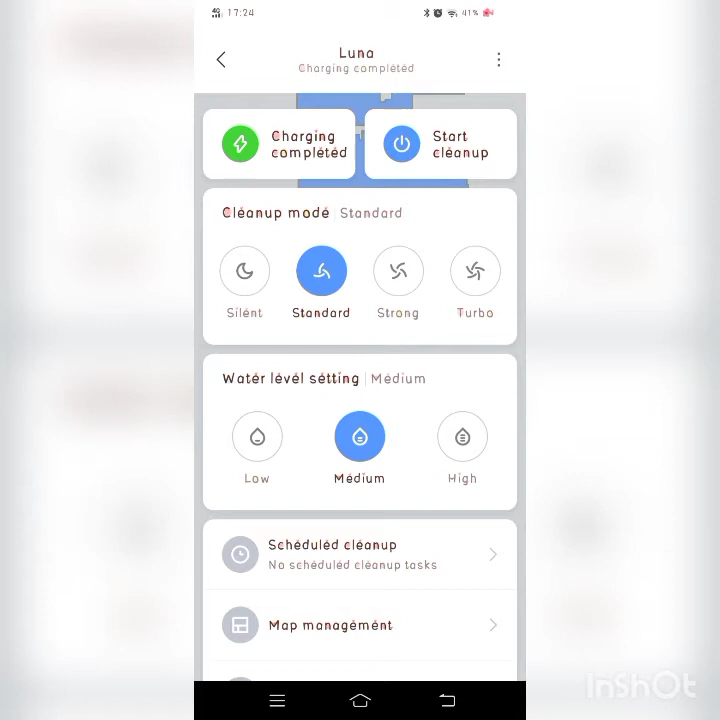 4G 17:24 41%
Luna
Charging completed
Charging
completed
Start
cleanup
Cleanup mode Standard
Silent Standard Strong Turbo
Water level setting Medium
Low Medium High
Scheduled cleanup
No scheduled cleanup tasks
Map management
InShOt